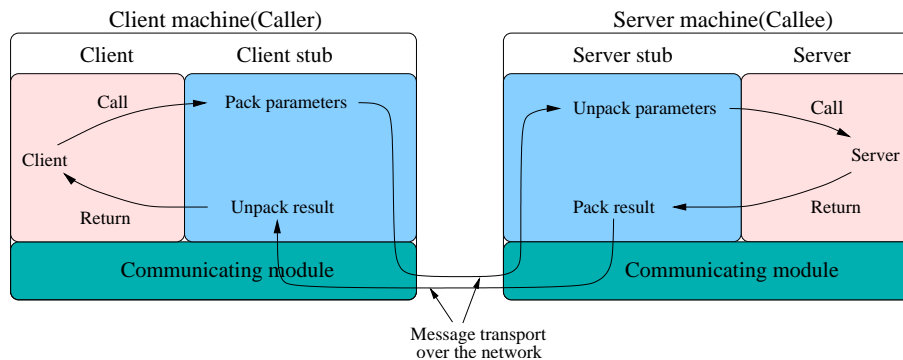 Client machine(Caller)
Server machine(Callee)
Client
Client stub
Server stub
Server
Call
Pack parameters
Unpack parameters
Call
Client
Server
Return
Unpack result
Pack result
Return
Communicating module
Communicating module
Message transport
over the network